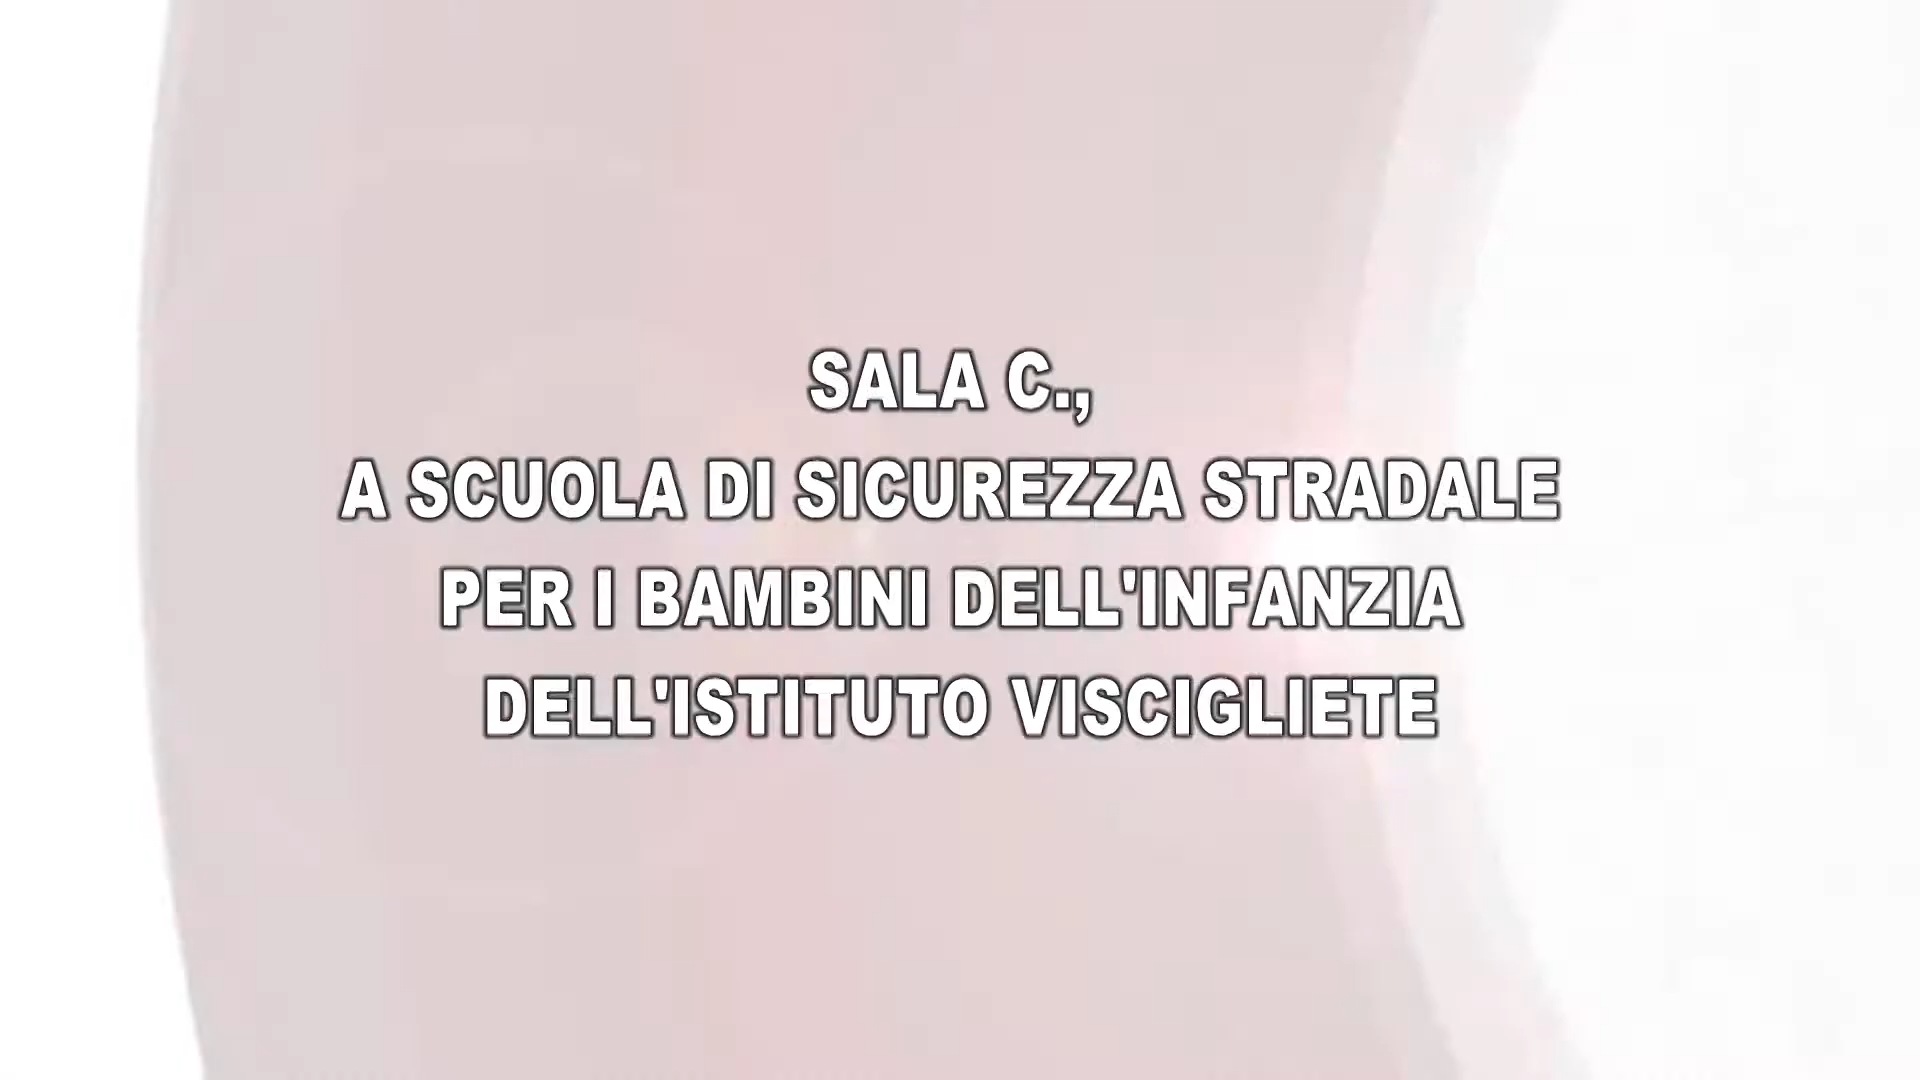 SALA C.,
A SCUOLA DI SICUREZZA STRADALE
PER I BAMBINI DELL'INFANZIA
DELL'ISTITUTO VISCIGLIETE